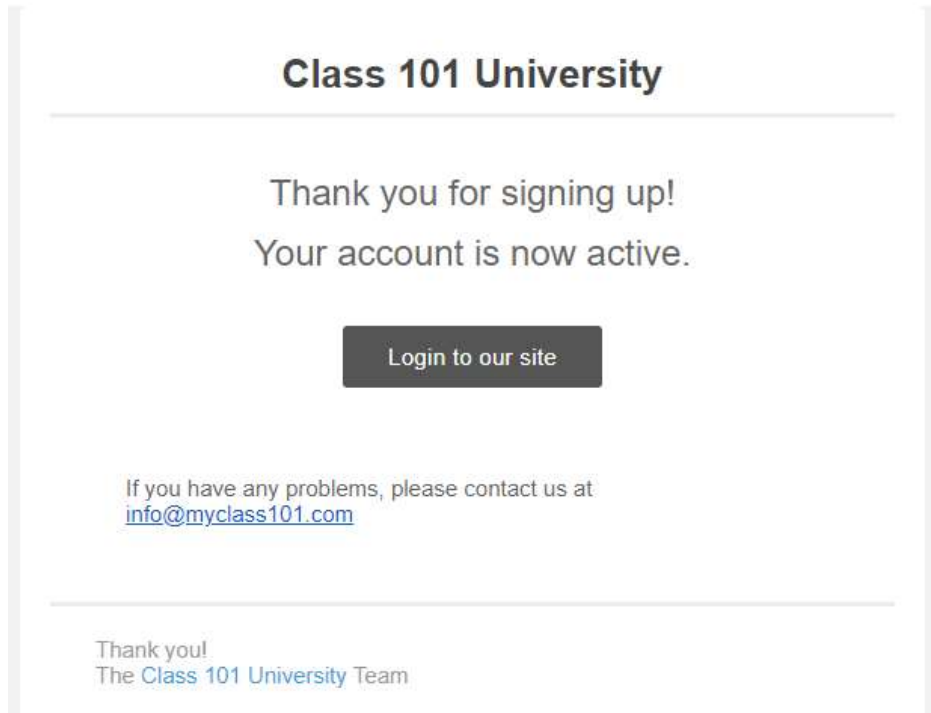 Class 101 University
Thank you for signing up!
Your account is now active.
Login to our site
If you have any problems, please contact us at
info@myclass101.com
Thank you!
The Class 101 University Team